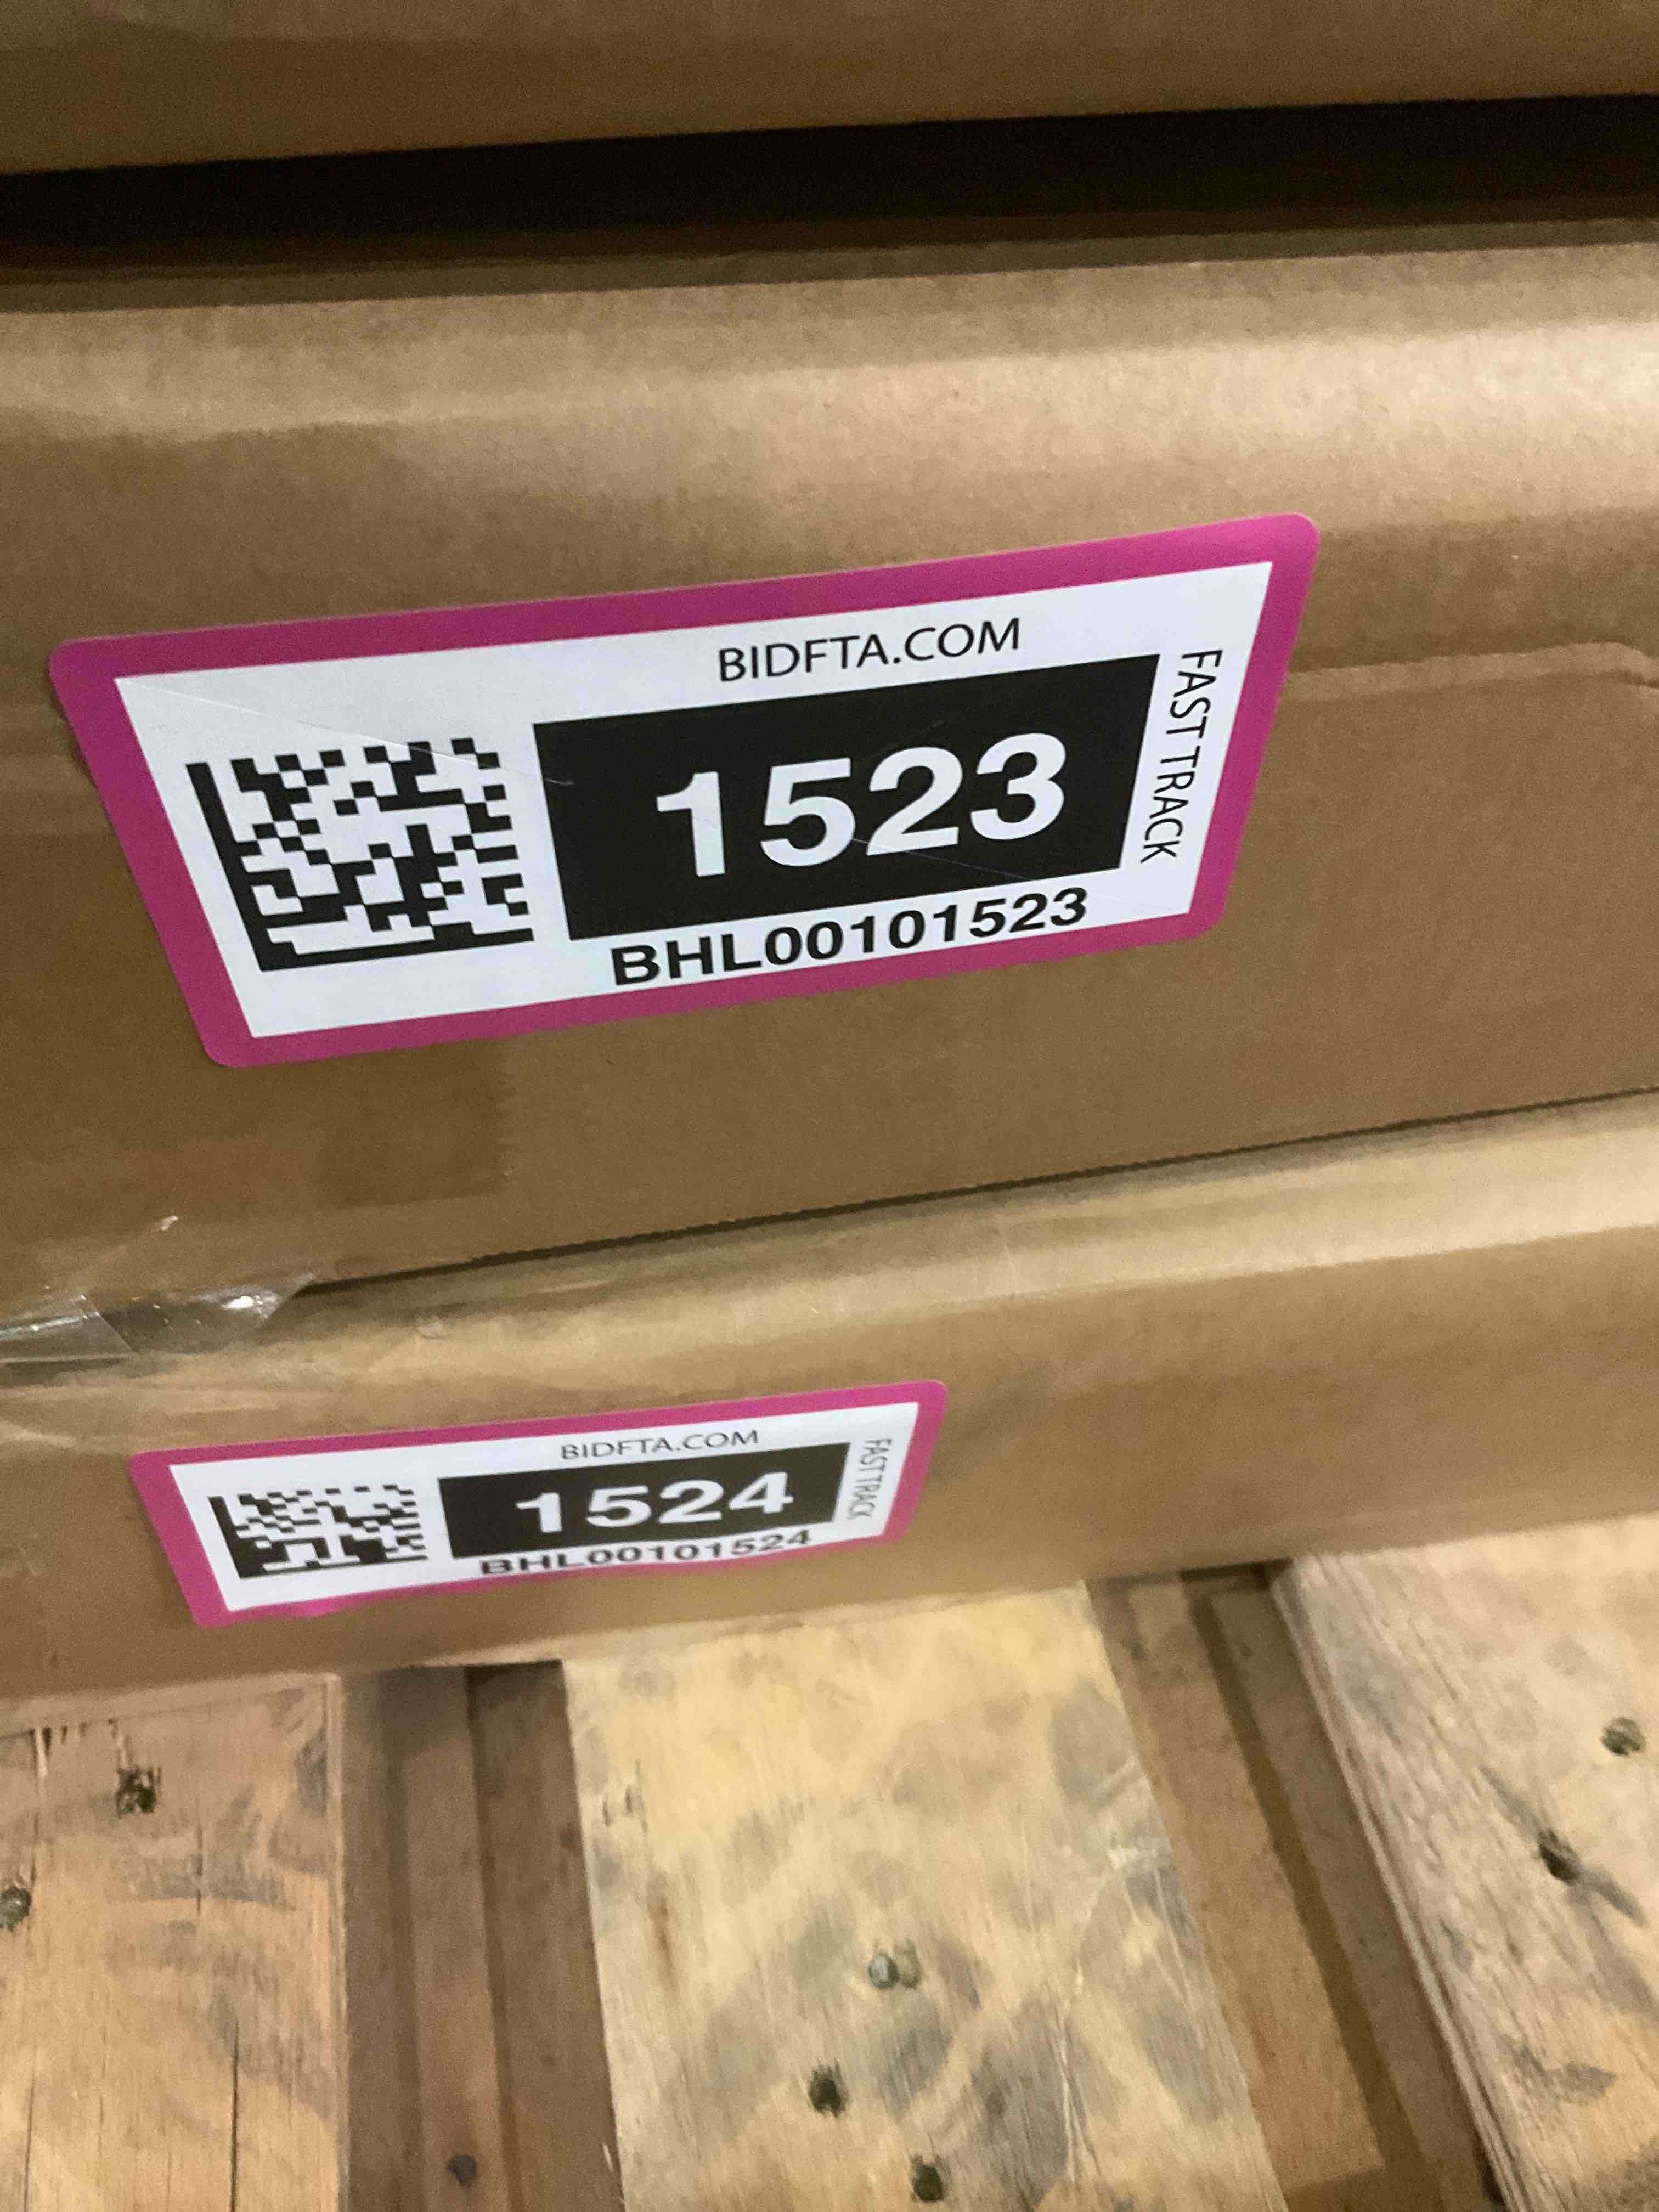 BIDFTA.COM
1523
FAST TRACK
BHL00101523
BIDFTA.COM
1524
FAST TRACK
BHL00101524